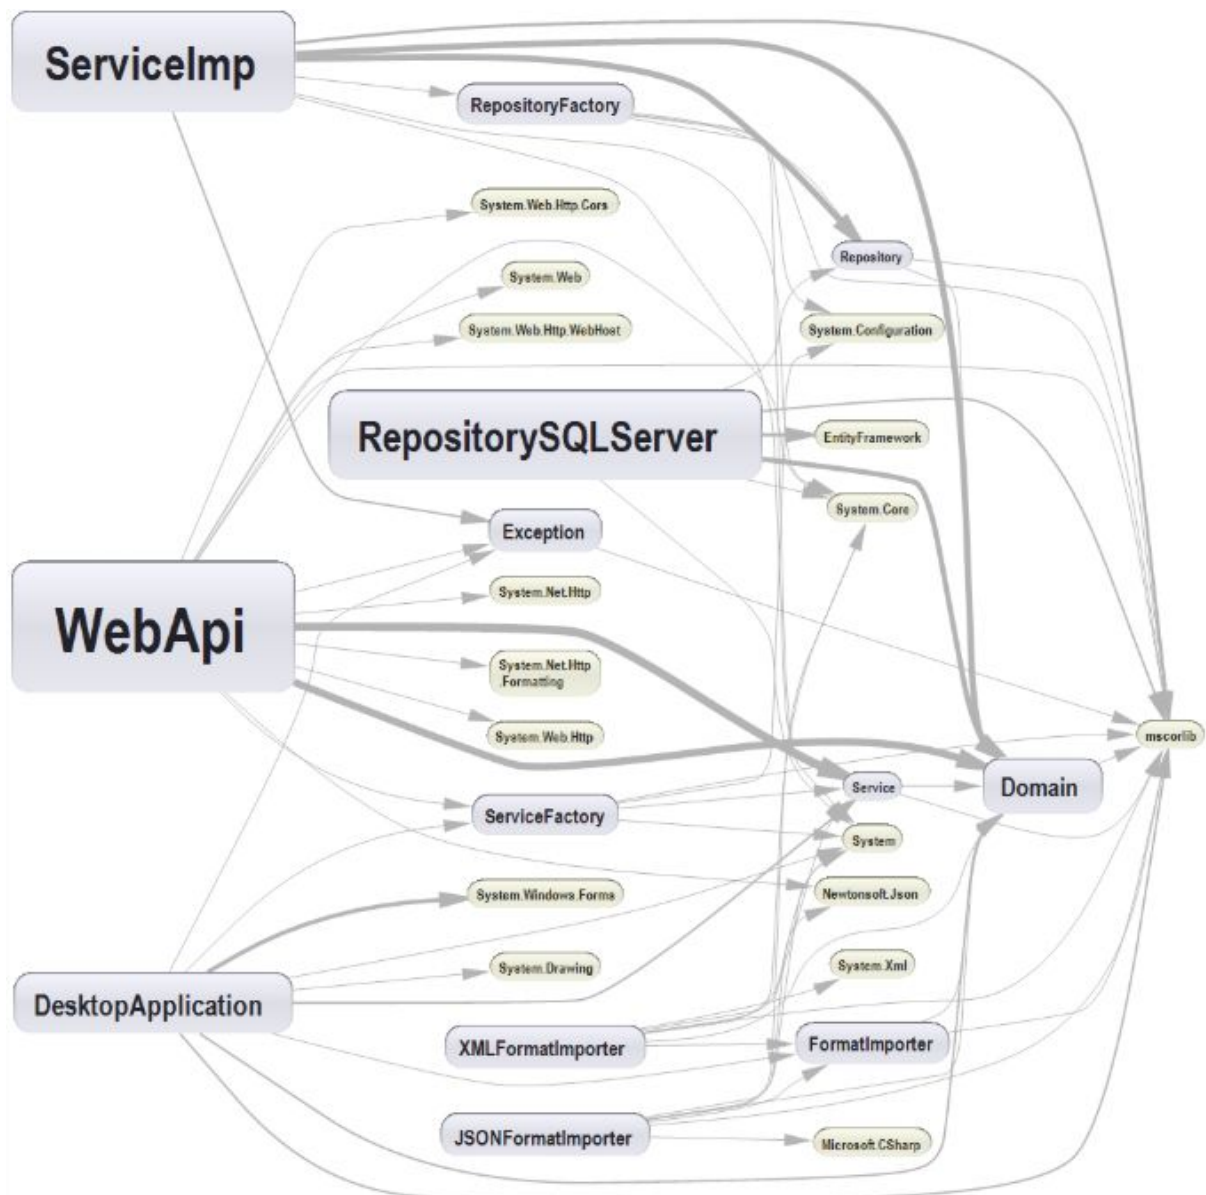 ServiceImp
RepositoryFactory
System.Web.Http.Cors
Repository
System.Web
System.Web.Http.WebHost
System.Configuration
RepositorySQLServer
EntityFramework
System.Core
Exception
WebApi
System.Net.Http
System.Net.Http
.Formatting
System.Web.Http
mscorlib
Service
Domain
ServiceFactory
System
System.Windows.Forms
Newtonsoft.Json
System.Drawing
System.Xml
DesktopApplication
XMLFormatImporter
FormatImporter
JSONFormatImporter
Microsoft.CSharp